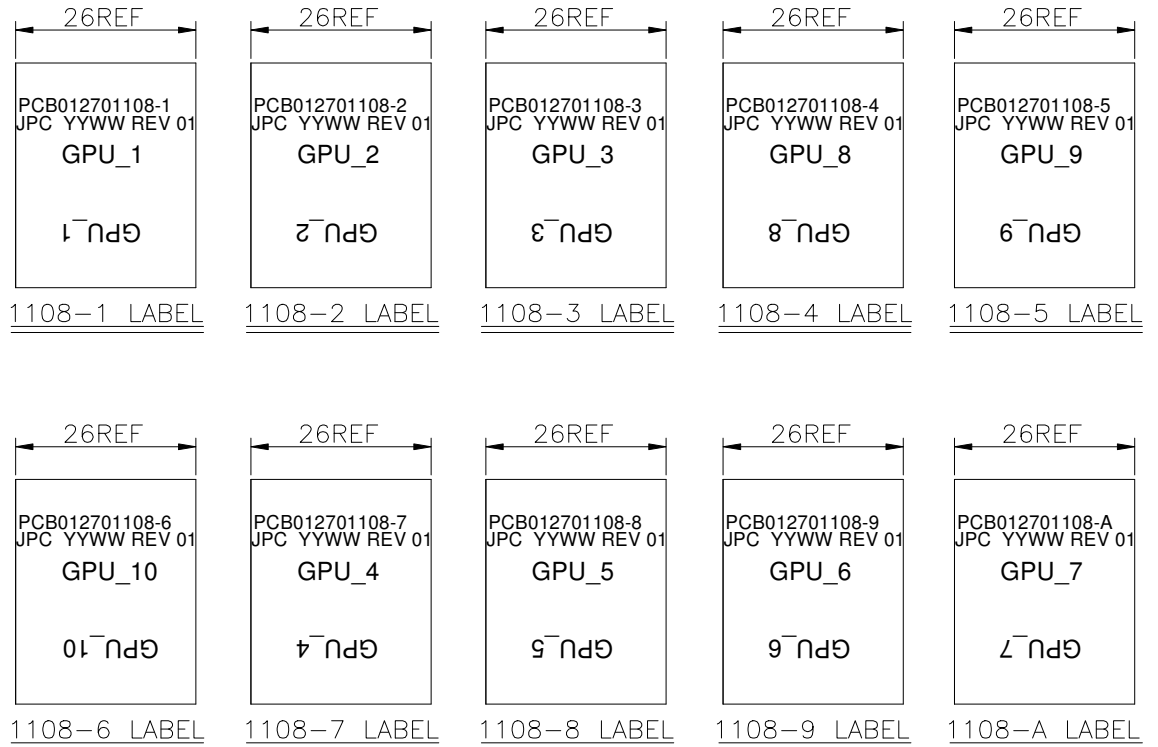 26REF 26REF 26REF 26REF 26REF
PCB012701108-1
JPC YYWW REV 01
GPU_1
GPU_1
1108-1 LABEL
PCB012701108-2
JPC YYWW REV 01
GPU_2
GPU_2
1108-2 LABEL
PCB012701108-3
JPC YYWW REV 01
GPU_3
GPU_3
1108-3 LABEL
PCB012701108-4
JPC YYWW REV 01
GPU_8
GPU_8
1108-4 LABEL
PCB012701108-5
JPC YYWW REV 01
GPU_9
GPU_9
1108-5 LABEL
26REF 26REF 26REF 26REF 26REF
PCB012701108-6
JPC YYWW REV 01
GPU_10
GPU_10
1108-6 LABEL
PCB012701108-7
JPC YYWW REV 01
GPU_4
GPU_4
1108-7 LABEL
PCB012701108-8
JPC YYWW REV 01
GPU_5
GPU_5
1108-8 LABEL
PCB012701108-9
JPC YYWW REV 01
GPU_6
GPU_6
1108-9 LABEL
PCB012701108-A
JPC YYWW REV 01
GPU_7
GPU_7
1108-A LABEL